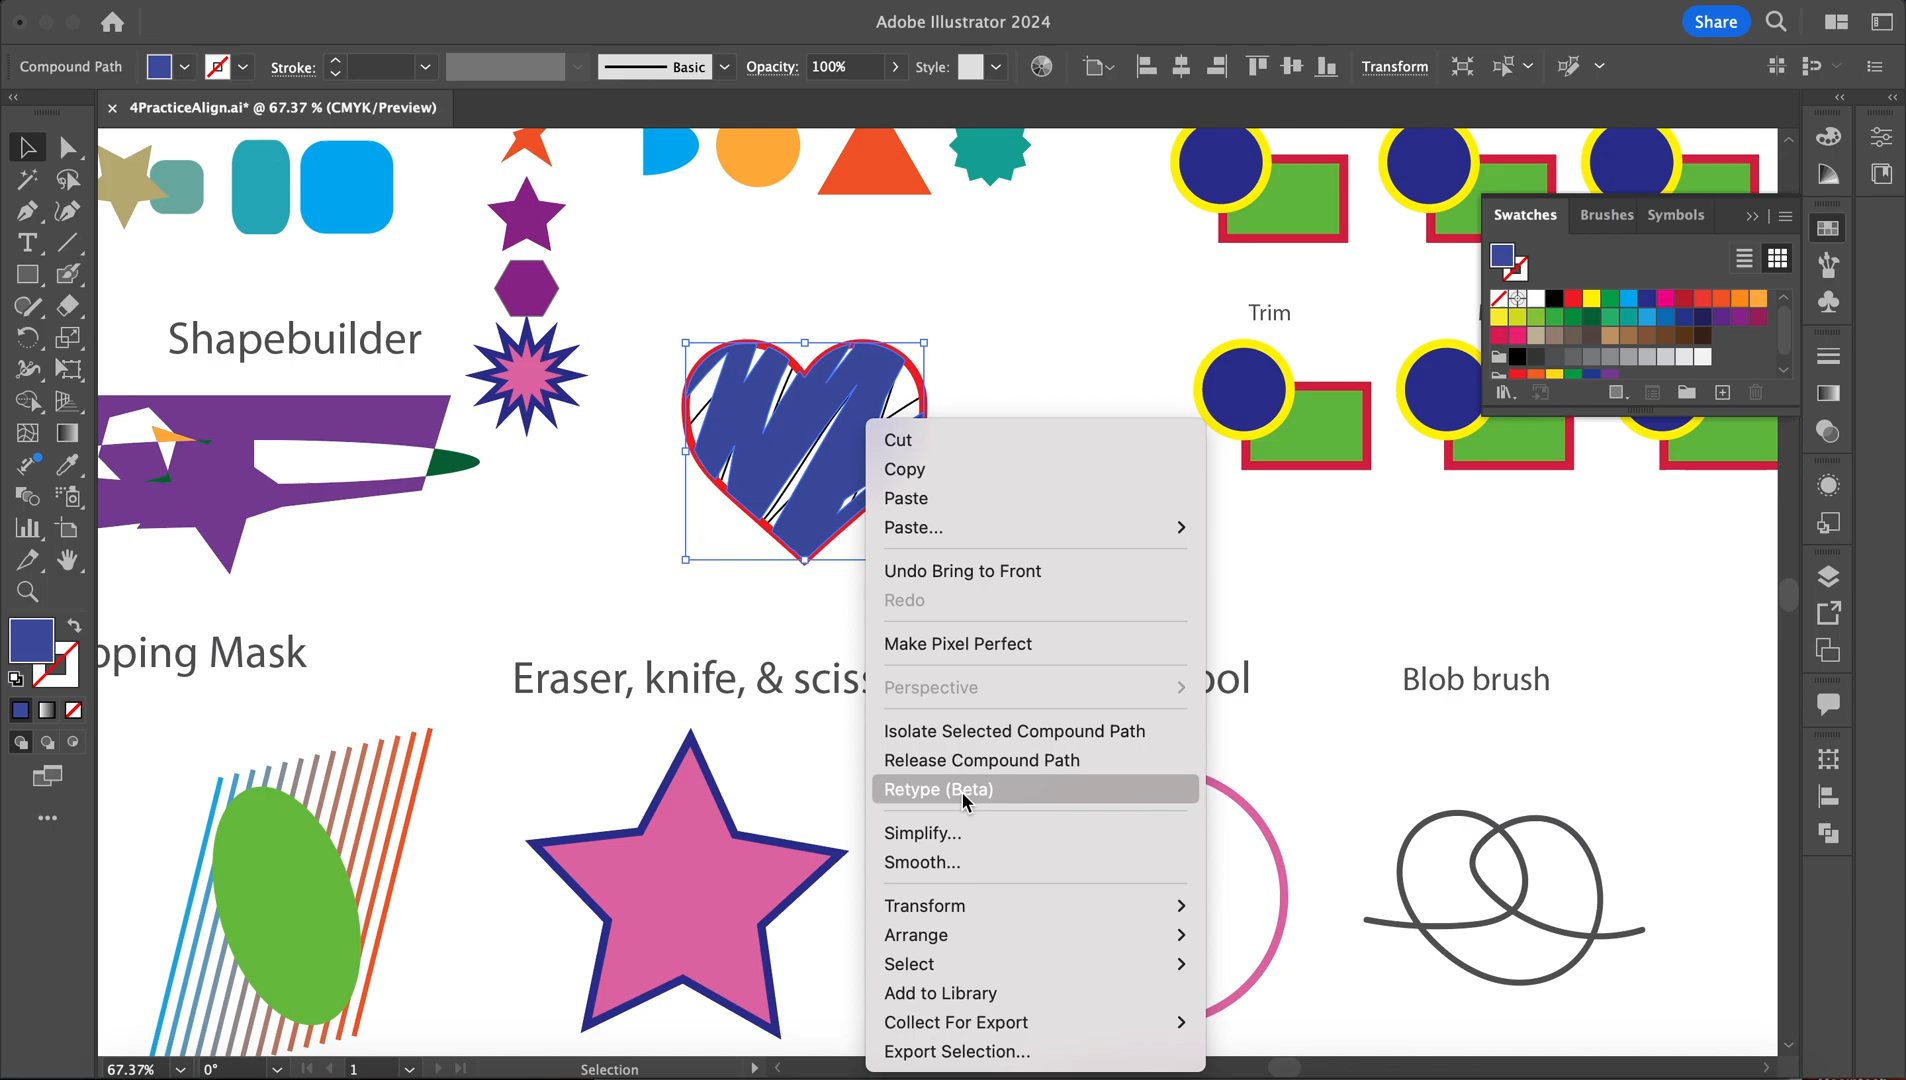 Adobe Illustrator 2024
Share
Compound Path
Stroke:
Basic
Opacity:
100%
Style:
Transform
4PracticeAlign.ai* @ 67.37 % (CMYK/Preview)
Swatches
Brushes
Symbols
Shapebuilder
Trim
Cut
Copy
Paste
Paste...
Undo Bring to Front
Redo
Make Pixel Perfect
Perspective
Isolate Selected Compound Path
Release Compound Path
Retype (Beta)
Simplify...
Smooth...
Transform
Arrange
Select
Add to Library
Collect For Export
Export Selection...
pping Mask
Eraser, knife, & sciss
ool
Blob brush
67.37%
0°
1
Selection